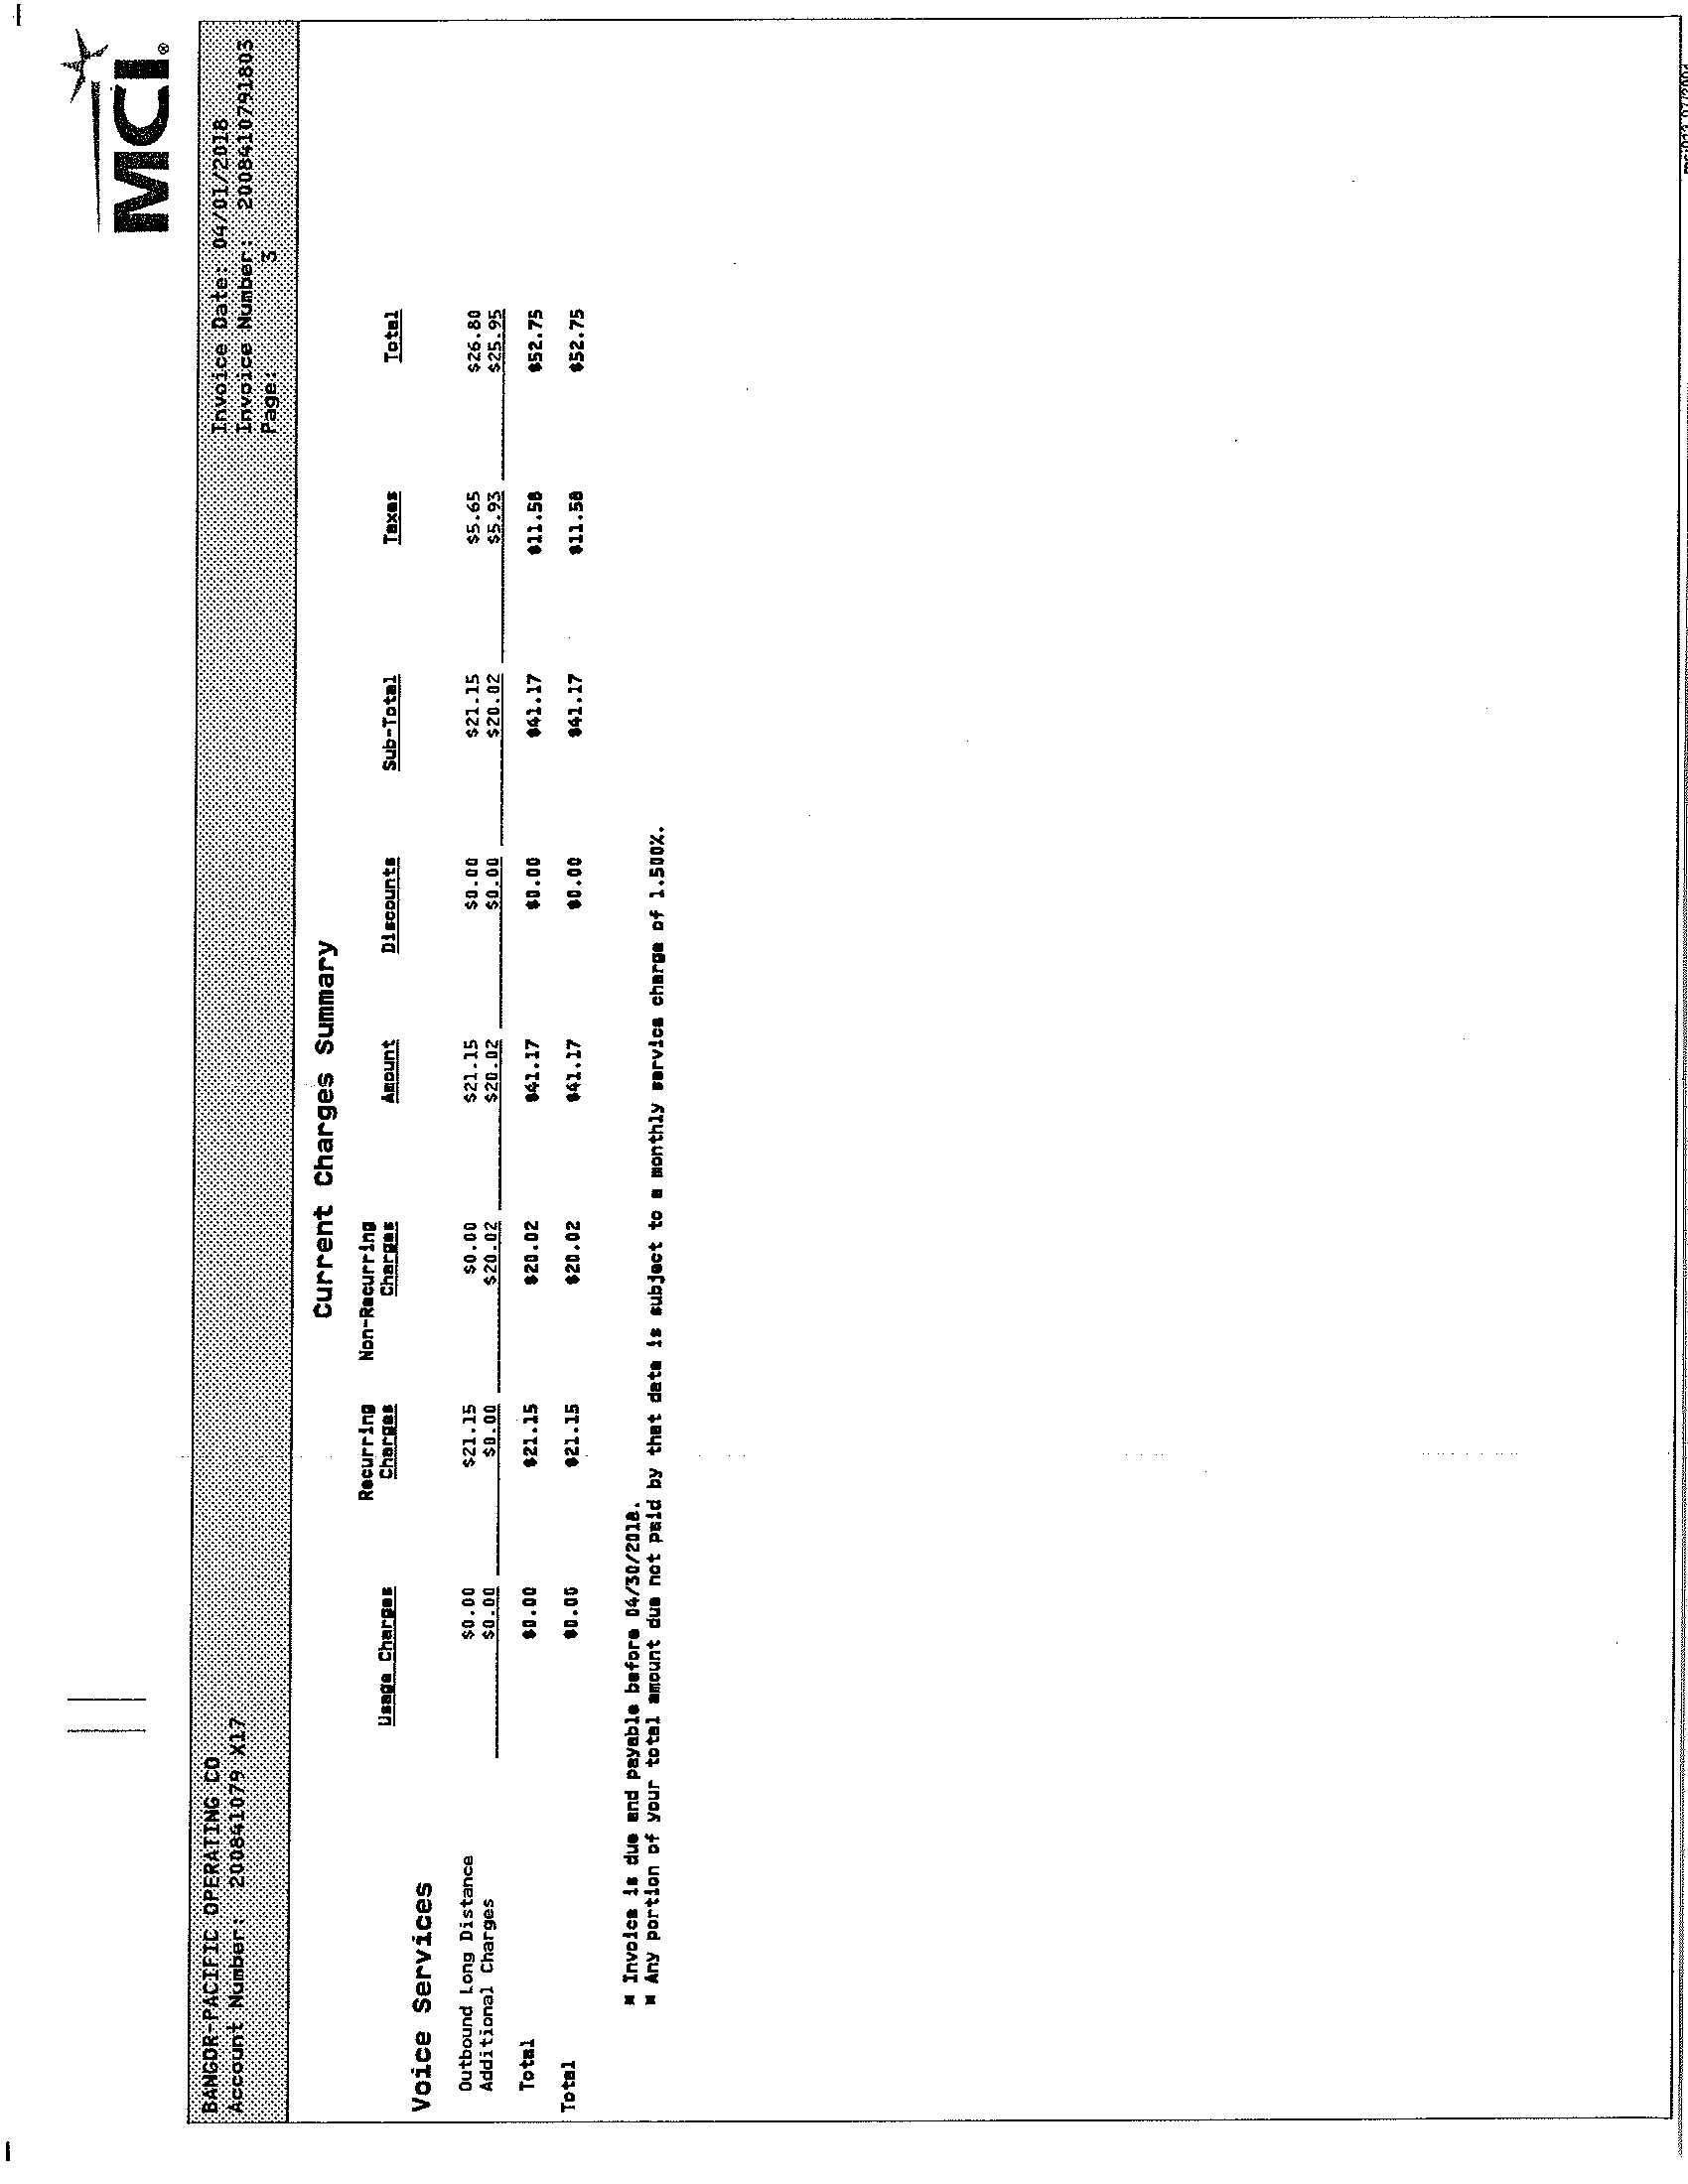 MCI®
BANGOR-PACIFIC OPERATING CO
Account Number: 200841079 X17
Invoice Date: 04/01/2018
Invoice Number: 2008410791803
Page: 3
Current Charges Summary
Usage Charges Recurring Charges Non-Recurring Charges Amount Discounts Sub-Total Taxes Total
Voice Services
Outbound Long Distance $0.00 $21.15 $0.00 $21.15 $0.00 $21.15 $5.65 $26.80
Additional Charges $0.00 $0.00 $20.02 $20.02 $0.00 $20.02 $5.93 $25.95
Total $0.00 $21.15 $20.02 $41.17 $0.00 $41.17 $11.58 $52.75
Total $0.00 $21.15 $20.02 $41.17 $0.00 $41.17 $11.58 $52.75
* Invoice is due and payable before 04/30/2018.
* Any portion of your total amount due not paid by that date is subject to a monthly service charge of 1.500%.